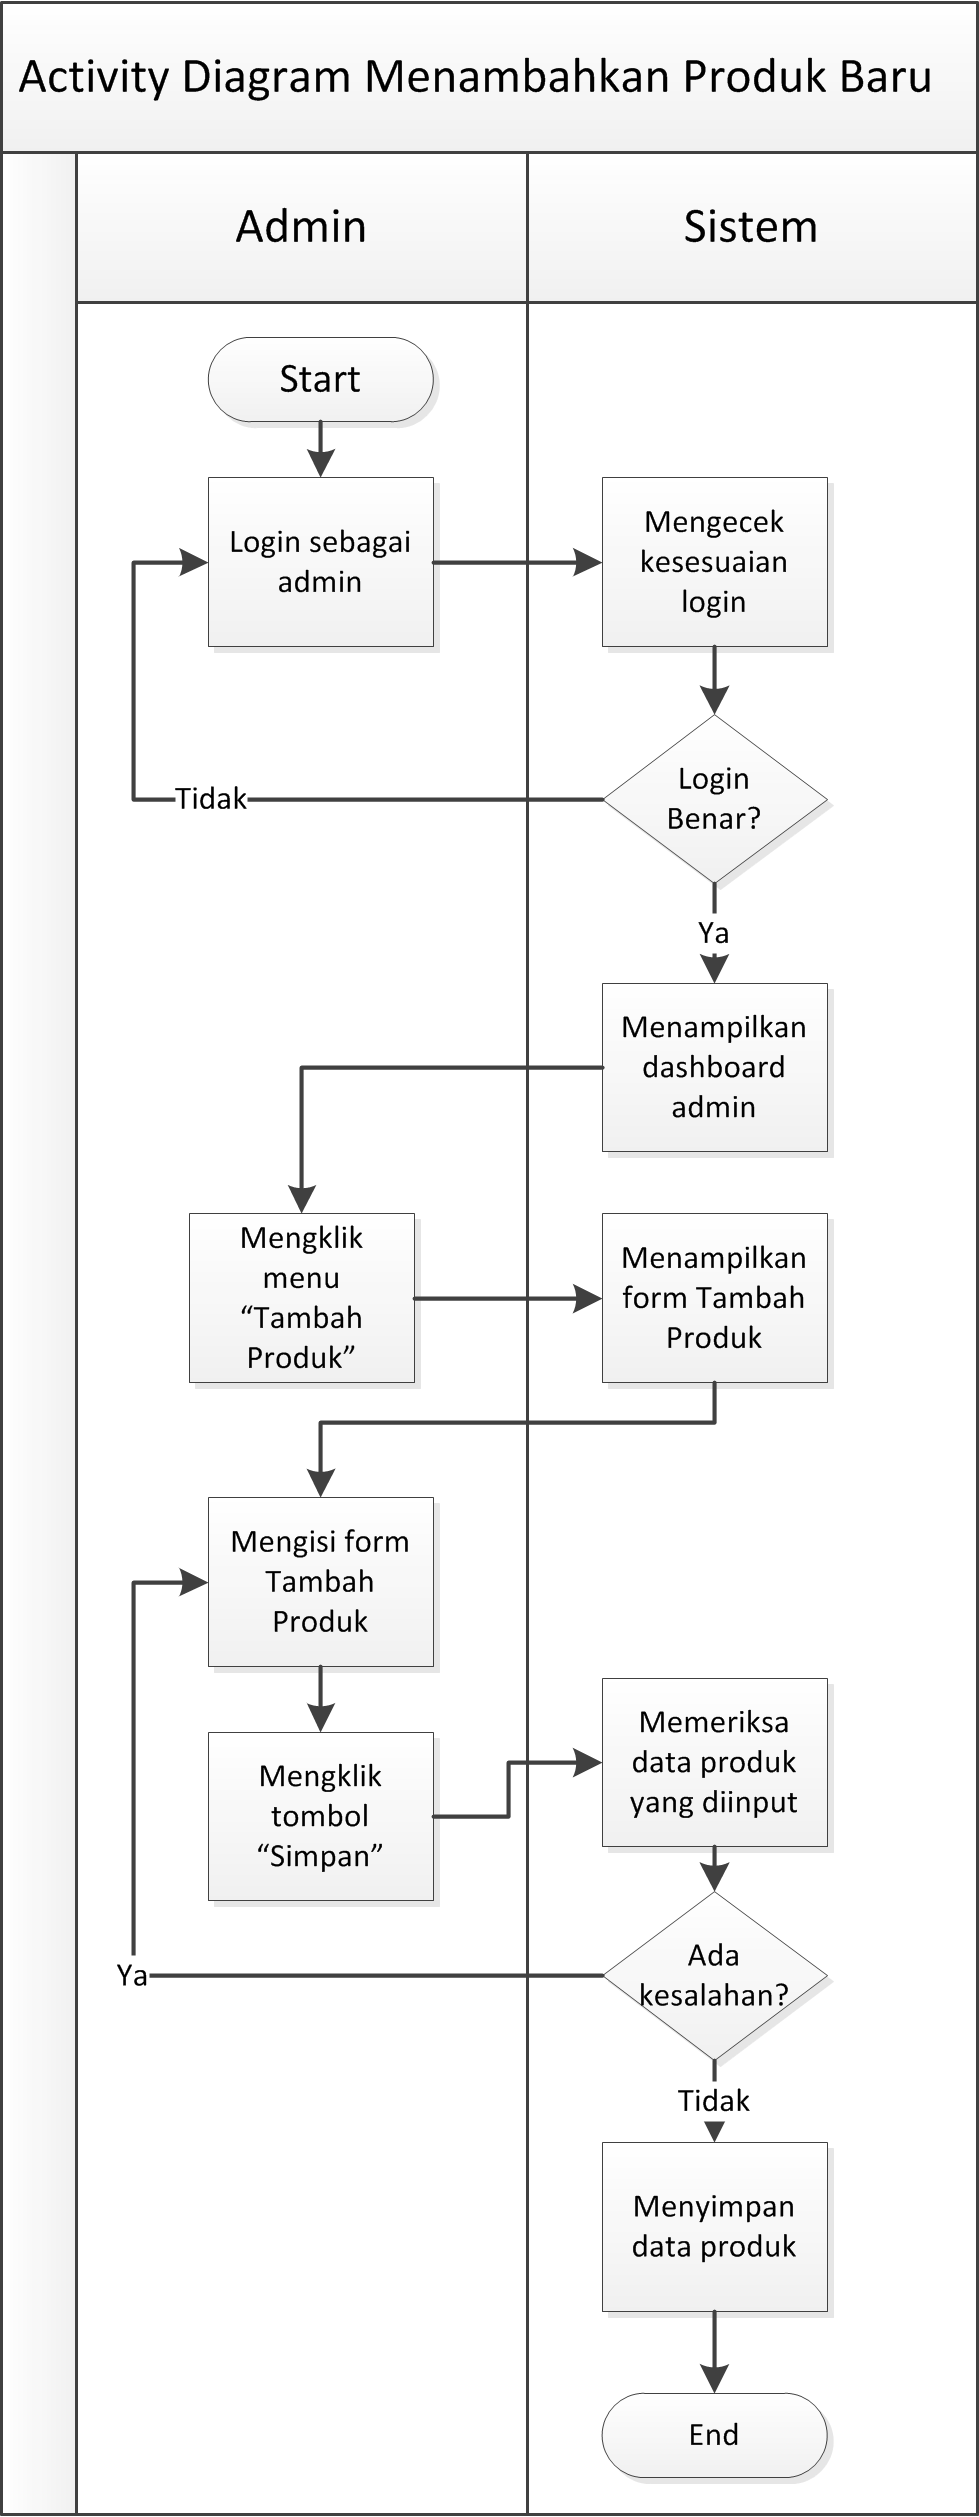 Activity Diagram Menambahkan Produk Baru
Admin
Sistem
Start
Login sebagai
admin
Mengecek
kesesuaian
login
Login
Benar?
Tidak
Ya
Menampilkan
dashboard
admin
Mengklik
menu
“Tambah
Produk”
Menampilkan
form Tambah
Produk
Mengisi form
Tambah
Produk
Mengklik
tombol
“Simpan”
Memeriksa
data produk
yang diinput
Ada
kesalahan?
Ya
Tidak
Menyimpan
data produk
End